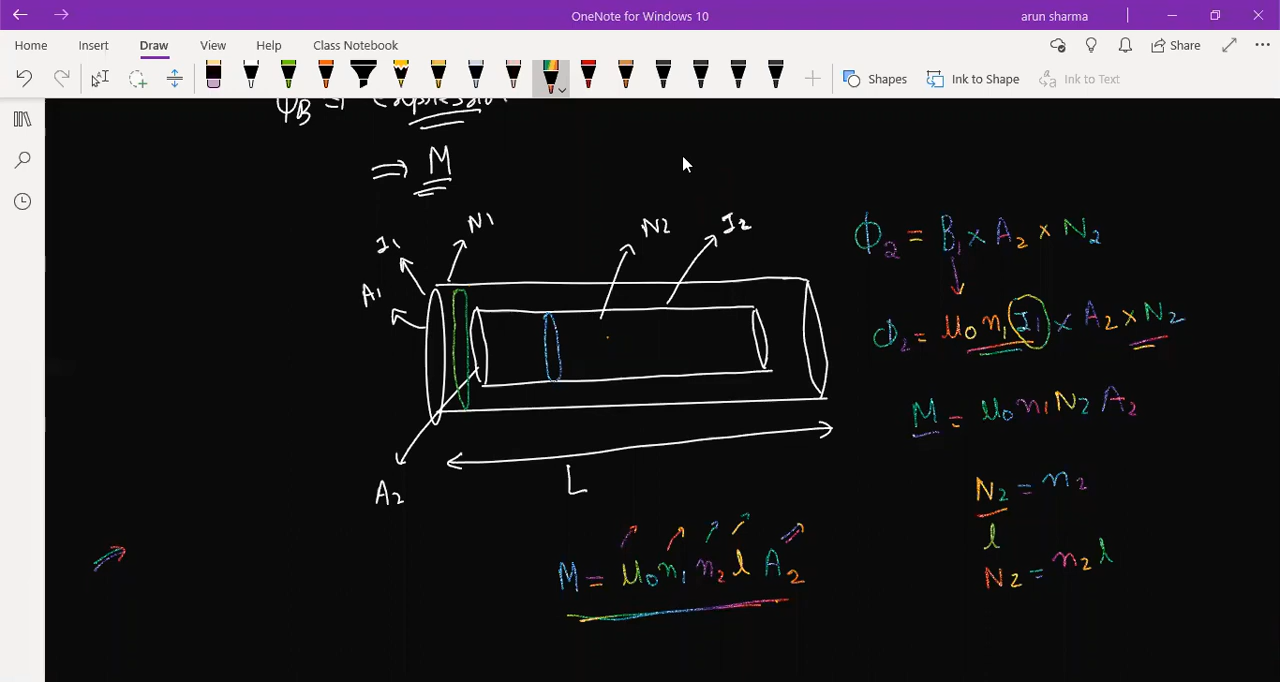 OneNote for Windows 10
arun sharma
Home Insert Draw View Help Class Notebook
Share
Shapes
Ink to Shape
Ink to Text
ΦB ⇒
⇒ M
I1 N1 N2 I2
A1
A2
L
Φ2 = B1 × A2 × N2
Φ2 = μ0 n1 I1 × A2 × N2
M = μ0 n1 N2 A2
N2 = n2
l
N2 = n2 l
M = μ0 n1 n2 l A2